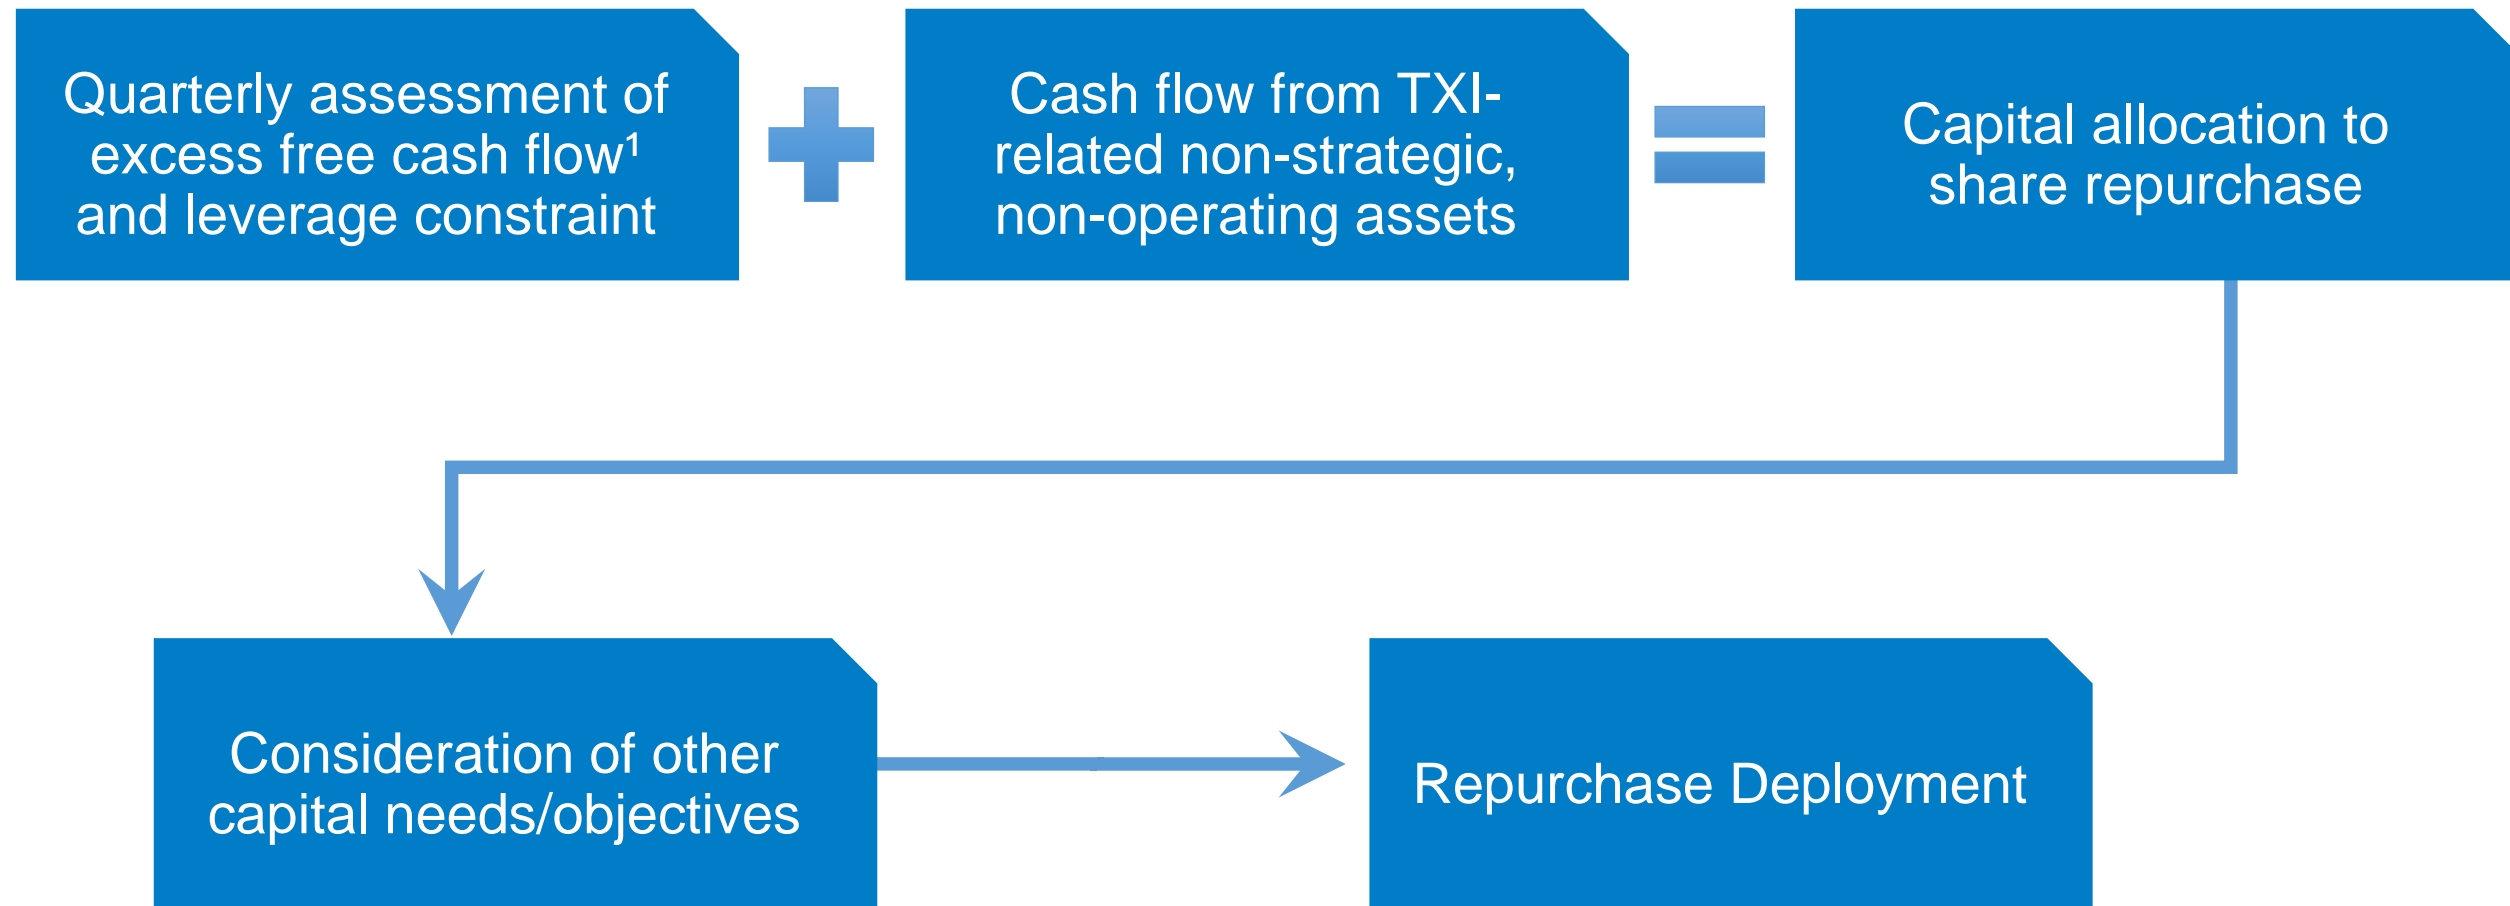 Quarterly assessment of
excess free cash flow¹
and leverage constraint
Cash flow from TXI-
related non-strategic,
non-operating assets
Capital allocation to
share repurchase
Consideration of other
capital needs/objectives
Repurchase Deployment